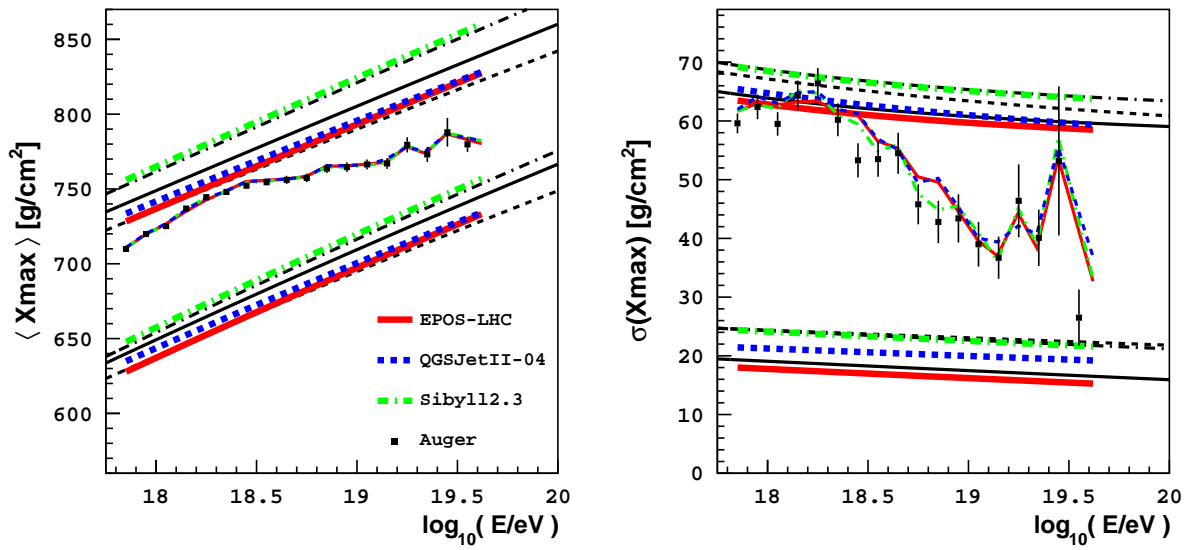 ⟨ Xmax ⟩ [g/cm²]
850
800
750
700
650
600
EPOS-LHC
QGSJetII-04
Sibyll2.3
Auger
18 18.5 19 19.5 20
log₁₀( E/eV )
σ(Xmax) [g/cm²]
70
60
50
40
30
20
10
0
18 18.5 19 19.5 20
log₁₀( E/eV )